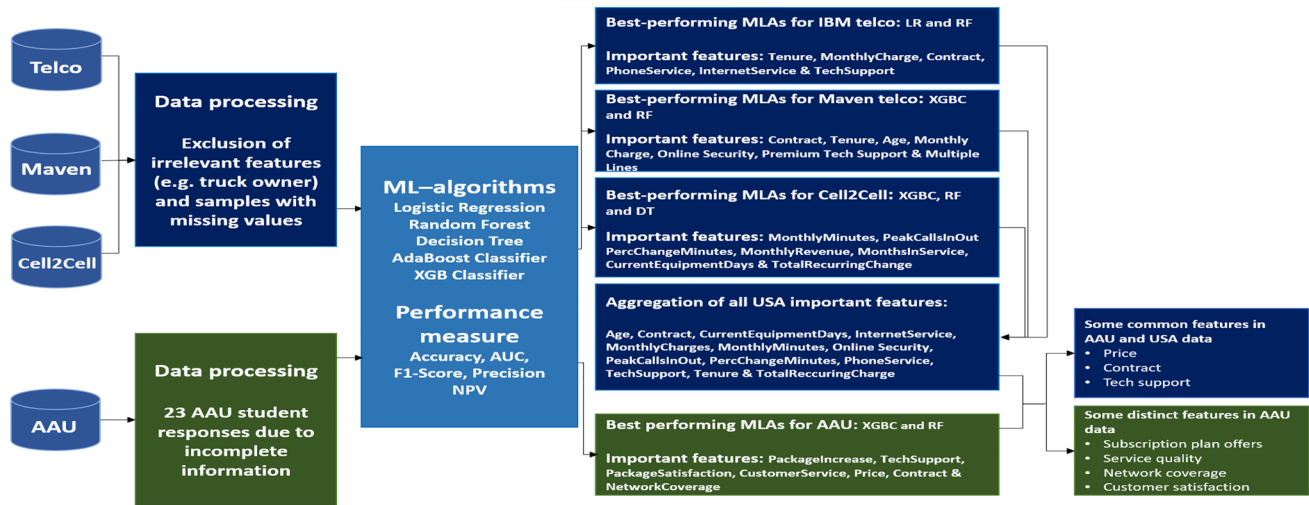 Telco
Maven
Cell2Cell
AAU
Data processing
Exclusion of
irrelevant features
(e.g. truck owner)
and samples with
missing values
Data processing
23 AAU student
responses due to
incomplete
information
ML–algorithms
Logistic Regression
Random Forest
Decision Tree
AdaBoost Classifier
XGB Classifier
Performance
measure
Accuracy, AUC,
F1-Score, Precision
NPV
Best-performing MLAs for IBM telco: LR and RF
Important features: Tenure, MonthlyCharge, Contract,
PhoneService, InternetService & TechSupport
Best-performing MLAs for Maven telco: XGBC
and RF
Important features: Contract, Tenure, Age, Monthly
Charge, Online Security, Premium Tech Support & Multiple
Lines
Best-performing MLAs for Cell2Cell: XGBC, RF
and DT
Important features: MonthlyMinutes, PeakCallsInOut
PercChangeMinutes, MonthlyRevenue, MonthsInService,
CurrentEquipmentDays & TotalRecurringChange
Aggregation of all USA important features:
Age, Contract, CurrentEquipmentDays, InternetService,
MonthlyCharges, MonthlyMinutes, Online Security,
PeakCallsInOut, PercChangeMinutes, PhoneService,
TechSupport, Tenure & TotalReccuringCharge
Best performing MLAs for AAU: XGBC and RF
Important features: PackageIncrease, TechSupport,
PackageSatisfaction, CustomerService, Price, Contract &
NetworkCoverage
Some common features in
AAU and USA data
• Price
• Contract
• Tech support
Some distinct features in AAU
data
• Subscription plan offers
• Service quality
• Network coverage
• Customer satisfaction